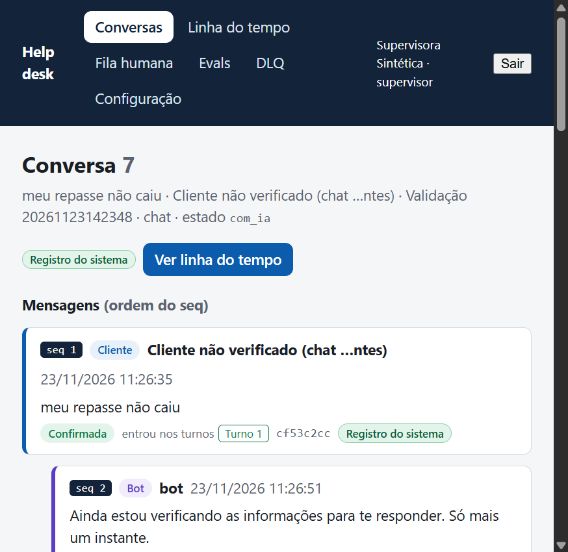 Help desk
Conversas
Linha do tempo
Fila humana
Evals
DLQ
Configuração
Supervisora
Sintética ·
supervisor
Sair
Conversa 7
meu repasse não caiu · Cliente não verificado (chat …ntes) · Validação
20261123142348 · chat · estado com_ia
Registro do sistema
Ver linha do tempo
Mensagens (ordem do seq)
seq 1 Cliente Cliente não verificado (chat …ntes)
23/11/2026 11:26:35
meu repasse não caiu
Confirmada entrou nos turnos Turno 1 cf53c2cc Registro do sistema
seq 2 Bot bot 23/11/2026 11:26:51
Ainda estou verificando as informações para te responder. Só mais
um instante.